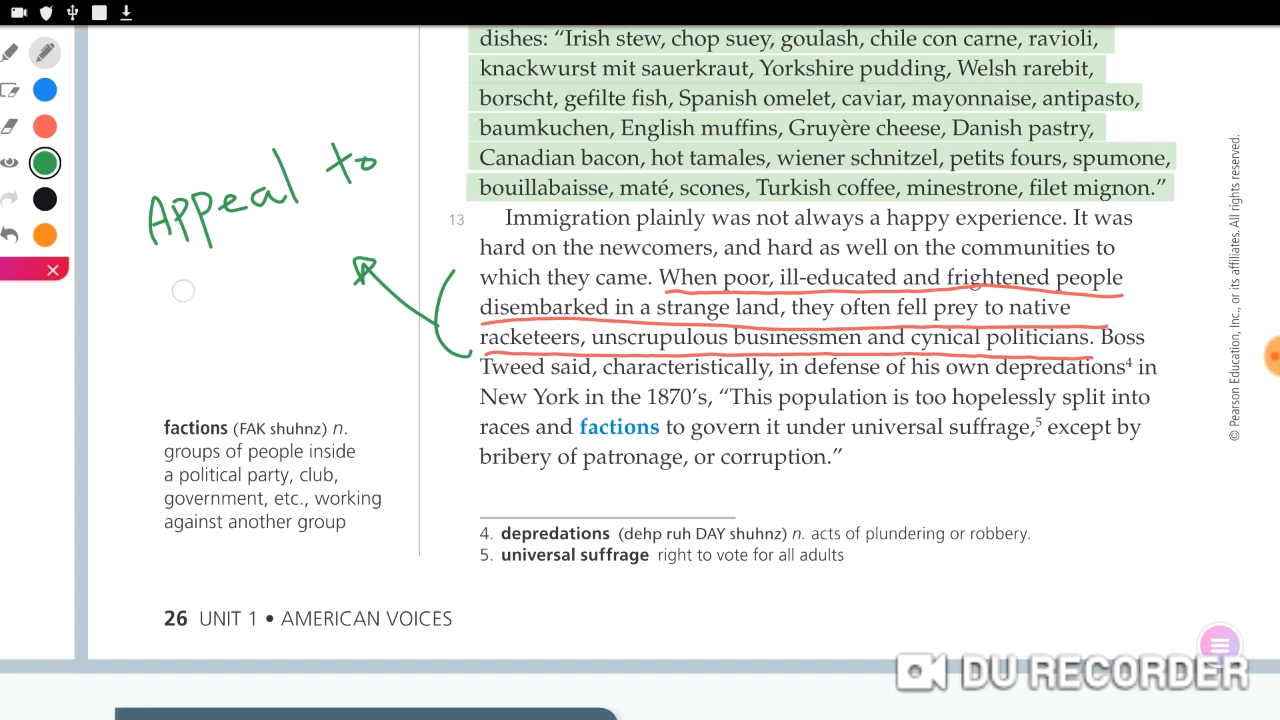 dishes: “Irish stew, chop suey, goulash, chile con carne, ravioli,
knackwurst mit sauerkraut, Yorkshire pudding, Welsh rarebit,
borscht, gefilte fish, Spanish omelet, caviar, mayonnaise, antipasto,
baumkuchen, English muffins, Gruyère cheese, Danish pastry,
Canadian bacon, hot tamales, wiener schnitzel, petits fours, spumone,
bouillabaisse, maté, scones, Turkish coffee, minestrone, filet mignon.”
Appeal to
13 Immigration plainly was not always a happy experience. It was
hard on the newcomers, and hard as well on the communities to
which they came. When poor, ill-educated and frightened people
disembarked in a strange land, they often fell prey to native
racketeers, unscrupulous businessmen and cynical politicians. Boss
Tweed said, characteristically, in defense of his own depredations⁴ in
New York in the 1870’s, “This population is too hopelessly split into
races and factions to govern it under universal suffrage,⁵ except by
bribery of patronage, or corruption.”
factions (FAK shuhnz) n.
groups of people inside
a political party, club,
government, etc., working
against another group
4. depredations (dehp ruh DAY shuhnz) n. acts of plundering or robbery.
5. universal suffrage right to vote for all adults
26 UNIT 1 • AMERICAN VOICES
© Pearson Education, Inc., or its affiliates. All rights reserved.
DU RECORDER